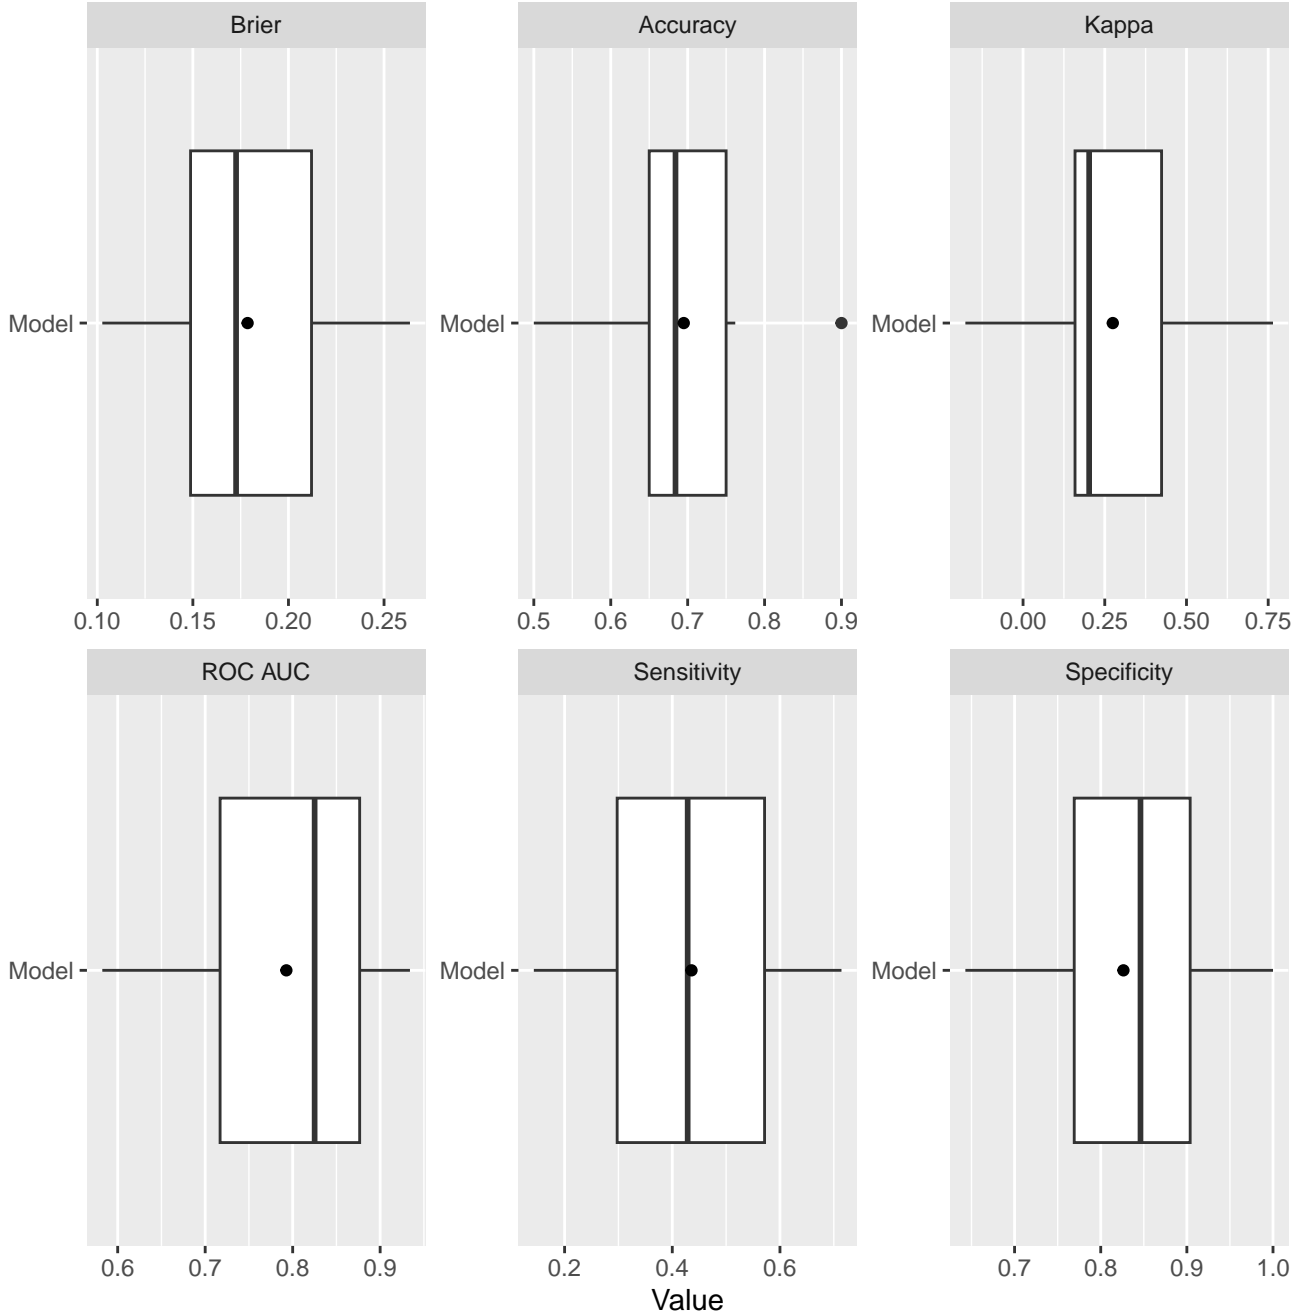 Brier Accuracy Kappa
Model Model Model
0.10 0.15 0.20 0.25 0.5 0.6 0.7 0.8 0.9 0.00 0.25 0.50 0.75
ROC AUC Sensitivity Specificity
Model Model Model
0.6 0.7 0.8 0.9 0.2 0.4 0.6 0.7 0.8 0.9 1.0
Value